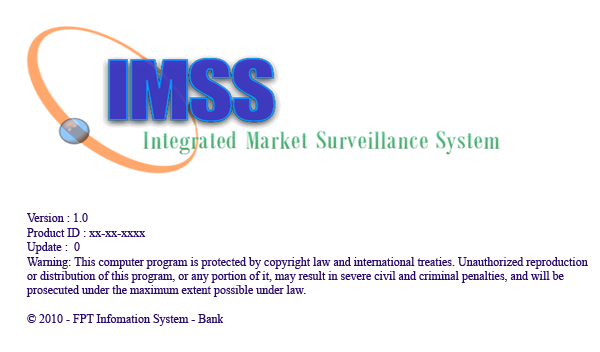 IMSS
Integrated Market Surveillance System
Version : 1.0
Product ID : xx-xx-xxxx
Update :  0
Warning: This computer program is protected by copyright law and international treaties. Unauthorized reproduction
or distribution of this program, or any portion of it, may result in severe civil and criminal penalties, and will be
prosecuted under the maximum extent possible under law.
© 2010 - FPT Infomation System - Bank